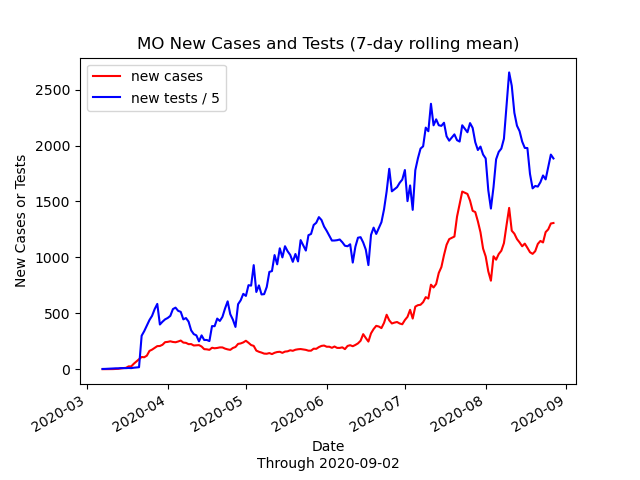 MO New Cases and Tests (7-day rolling mean)
new cases
new tests / 5
New Cases or Tests
2500
2000
1500
1000
500
0
2020-03
2020-04
2020-05
2020-06
2020-07
2020-08
2020-09
Date
Through 2020-09-02